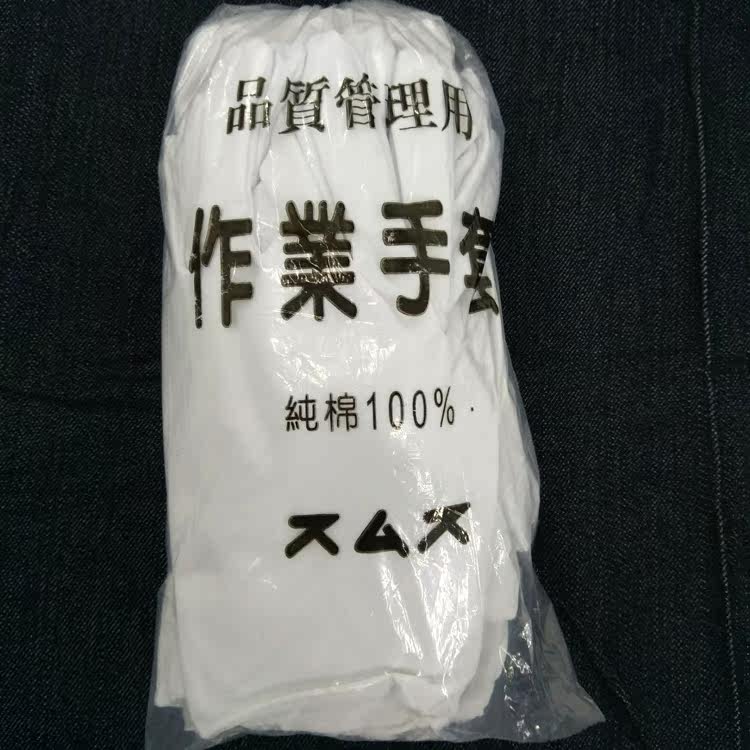 品質管理用
作業手套
純棉100%.
スムス